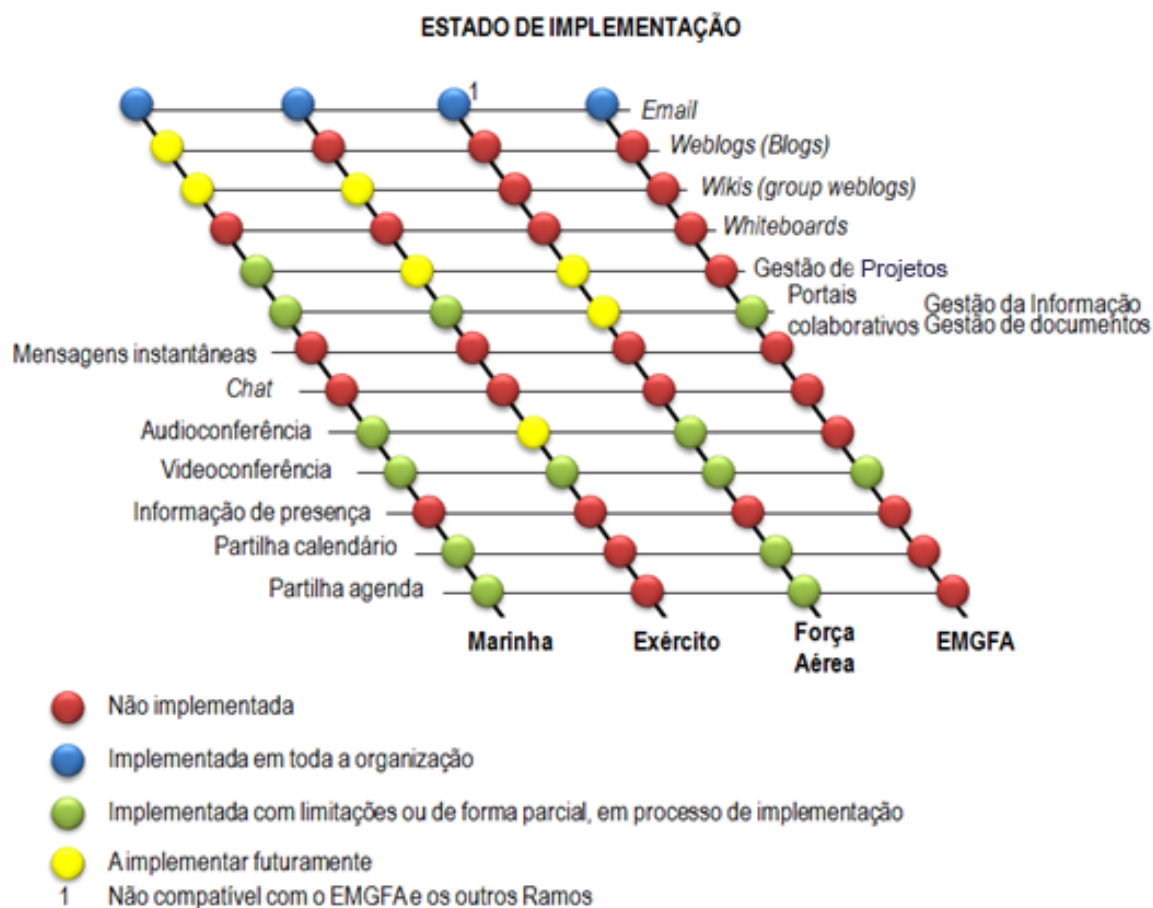 ESTADO DE IMPLEMENTAÇÃO
1
Email
Weblogs (Blogs)
Wikis (group weblogs)
Whiteboards
Gestão de Projetos
Portais colaborativos
Gestão da Informação
Gestão de documentos
Mensagens instantâneas
Chat
Audioconferência
Videoconferência
Informação de presença
Partilha calendário
Partilha agenda
Marinha
Exército
Força
Aérea
EMGFA
Não implementada
Implementada em toda a organização
Implementada com limitações ou de forma parcial, em processo de implementação
A implementar futuramente
1 Não compatível com o EMGFA e os outros Ramos